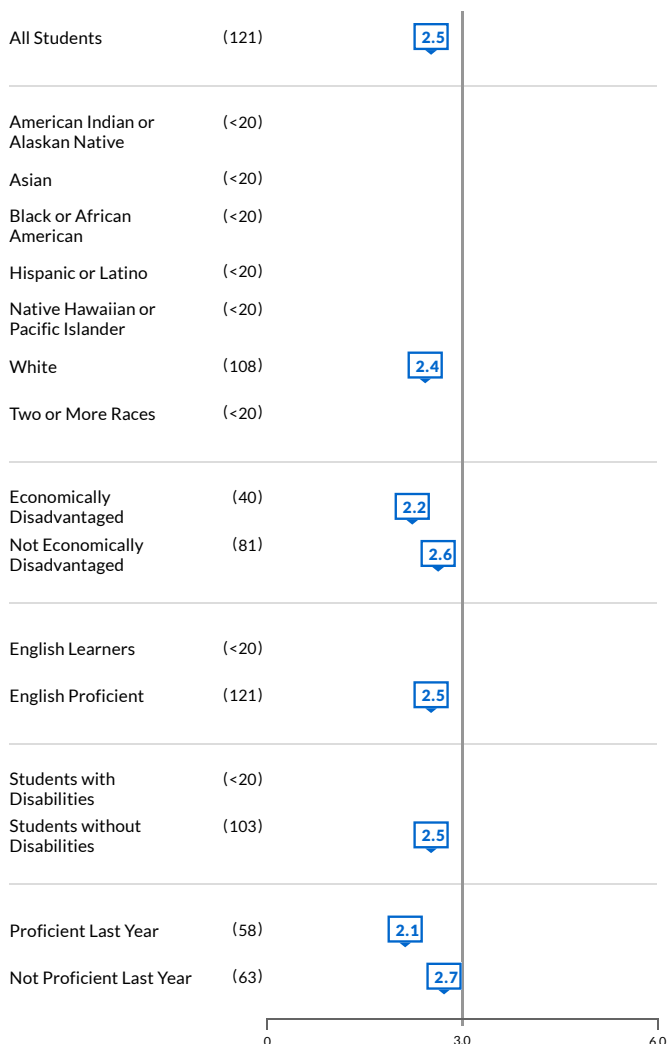 All Students (121) 2.5
American Indian or (<20)
Alaskan Native
Asian (<20)
Black or African (<20)
American
Hispanic or Latino (<20)
Native Hawaiian or (<20)
Pacific Islander
White (108) 2.4
Two or More Races (<20)
Economically (40) 2.2
Disadvantaged
Not Economically (81) 2.6
Disadvantaged
English Learners (<20)
English Proficient (121) 2.5
Students with (<20)
Disabilities
Students without (103) 2.5
Disabilities
Proficient Last Year (58) 2.1
Not Proficient Last Year (63) 2.7
0 3.0 6.0